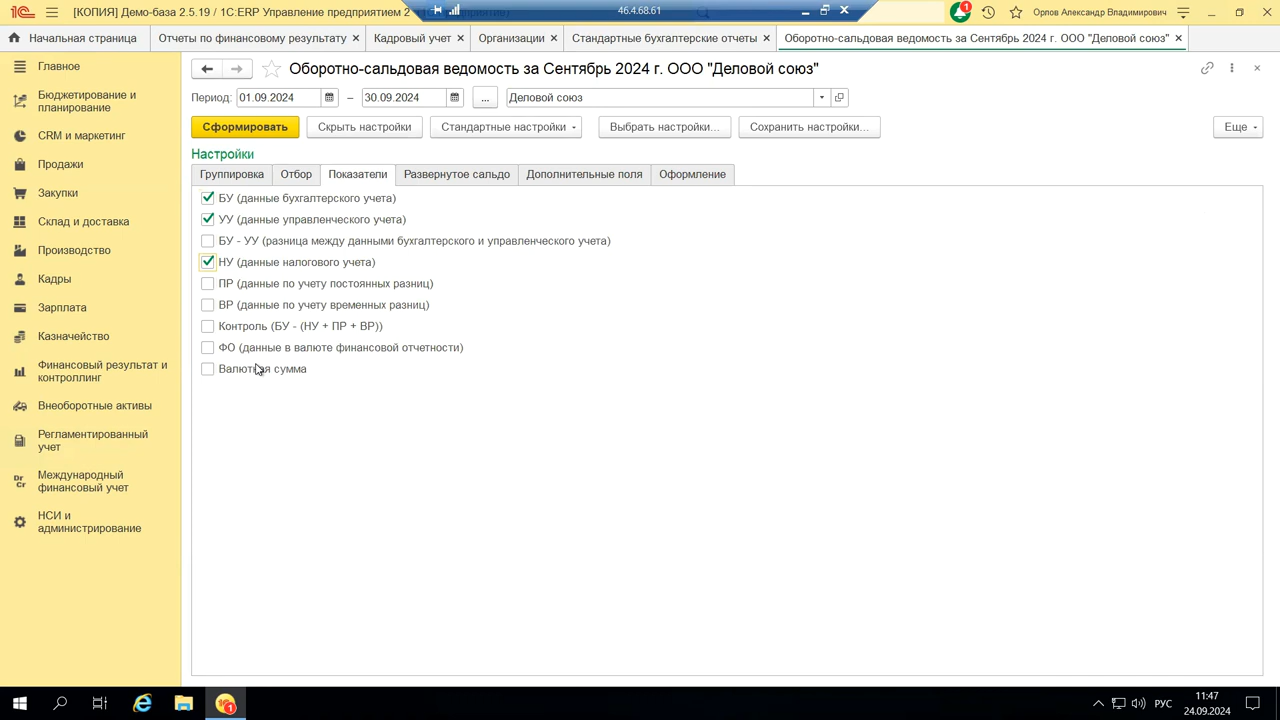 [КОПИЯ] Демо-база 2.5.19 / 1С:ERP Управление предприятием 2
46.4.68.61
Орлов Александр Владимирович
Начальная страница
Отчеты по финансовому результату ×
Кадровый учет ×
Организации ×
Стандартные бухгалтерские отчеты ×
Оборотно-сальдовая ведомость за Сентябрь 2024 г. ООО "Деловой союз" ×
Главное
Бюджетирование и
планирование
CRM и маркетинг
Продажи
Закупки
Склад и доставка
Производство
Кадры
Зарплата
Казначейство
Финансовый результат и
контроллинг
Внеоборотные активы
Регламентированный
учет
Dr
Cr
Международный
финансовый учет
НСИ и
администрирование
Оборотно-сальдовая ведомость за Сентябрь 2024 г. ООО "Деловой союз"
Период: 01.09.2024 – 30.09.2024 ... Деловой союз
Сформировать
Скрыть настройки
Стандартные настройки
Выбрать настройки...
Сохранить настройки...
Еще
Настройки
Группировка
Отбор
Показатели
Развернутое сальдо
Дополнительные поля
Оформление
БУ (данные бухгалтерского учета)
УУ (данные управленческого учета)
БУ - УУ (разница между данными бухгалтерского и управленческого учета)
НУ (данные налогового учета)
ПР (данные по учету постоянных разниц)
ВР (данные по учету временных разниц)
Контроль (БУ - (НУ + ПР + ВР))
ФО (данные в валюте финансовой отчетности)
Валютная сумма
РУС
11:47
24.09.2024